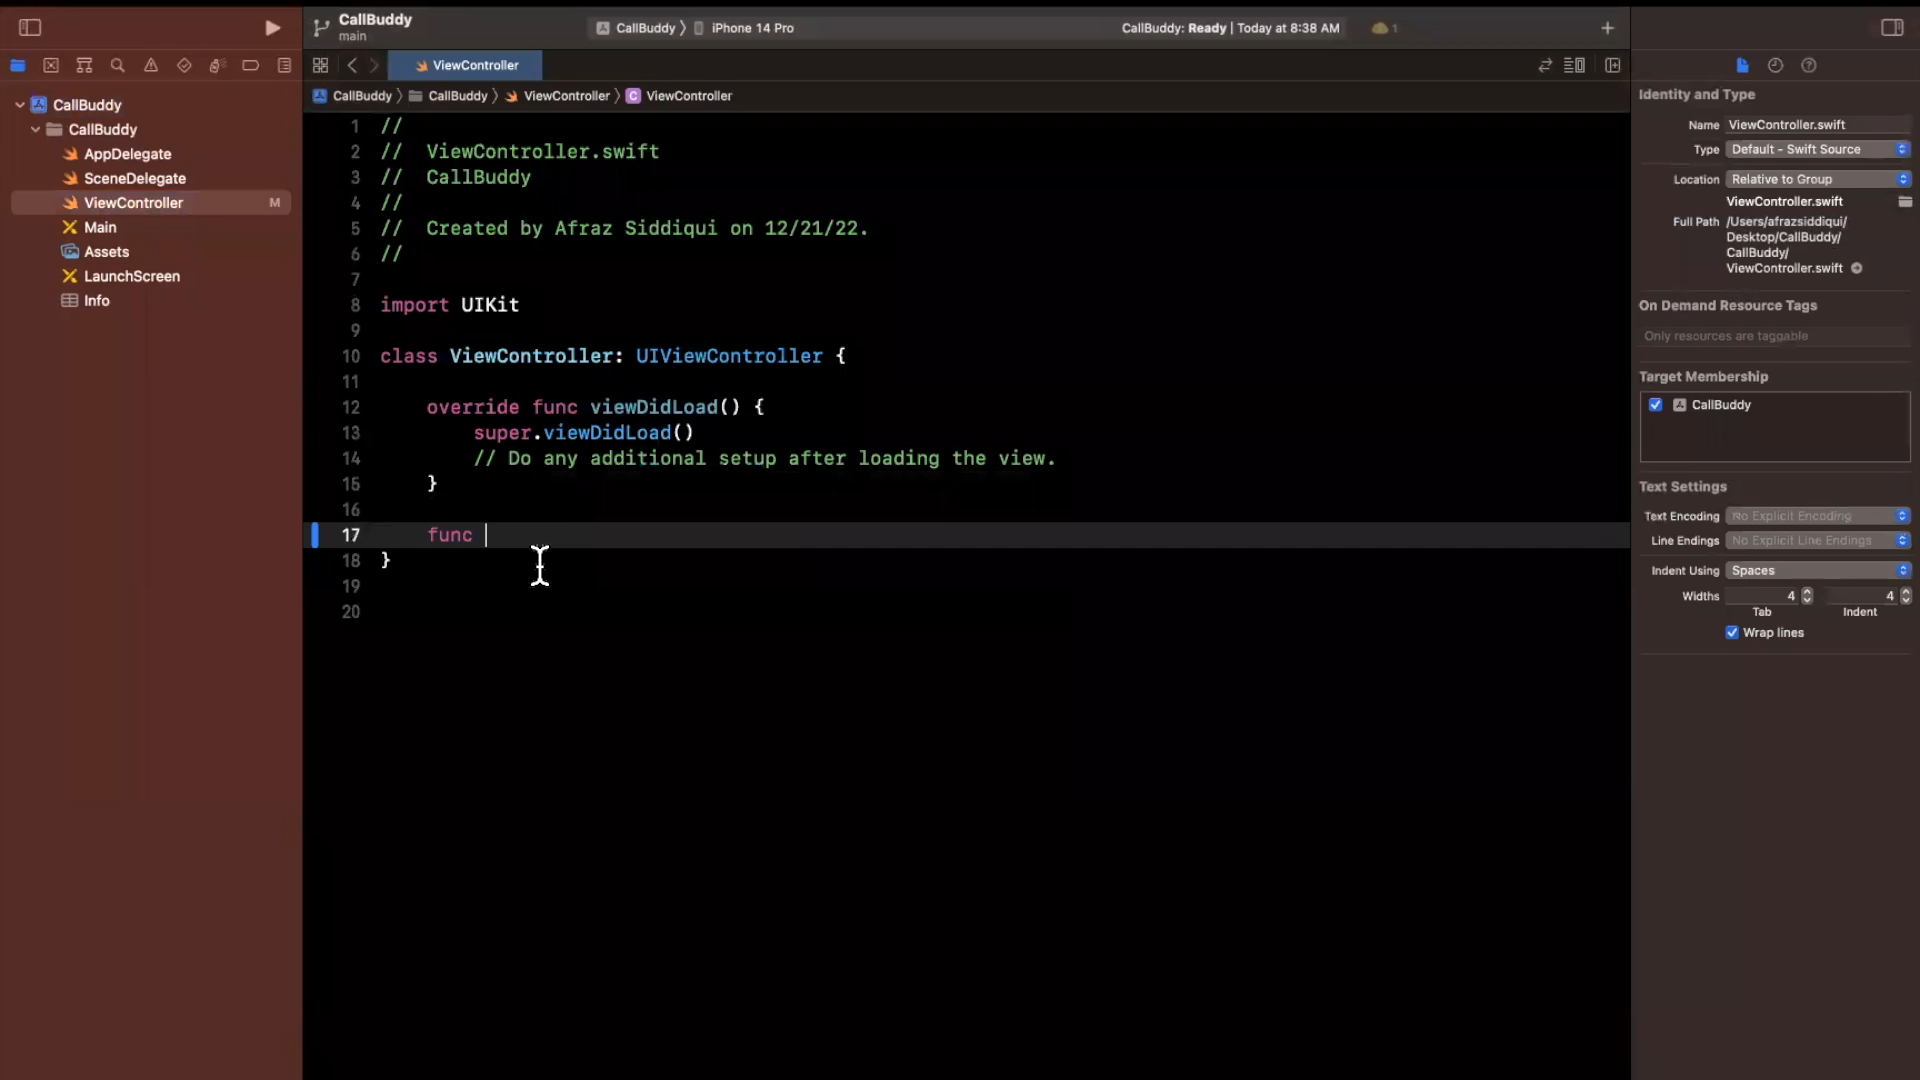 CallBuddy
main
CallBuddy
iPhone 14 Pro
CallBuddy: Ready | Today at 8:38 AM
1
ViewController
CallBuddy
CallBuddy
ViewController
C
ViewController
CallBuddy
CallBuddy
AppDelegate
SceneDelegate
ViewController
M
Main
Assets
LaunchScreen
Info
1 //
2 //  ViewController.swift
3 //  CallBuddy
4 //
5 //  Created by Afraz Siddiqui on 12/21/22.
6 //
7
8 import UIKit
9
10 class ViewController: UIViewController {
11
12     override func viewDidLoad() {
13         super.viewDidLoad()
14         // Do any additional setup after loading the view.
15     }
16
17     func
18 }
19
20
Identity and Type
Name ViewController.swift
Type Default - Swift Source
Location Relative to Group
ViewController.swift
Full Path /Users/afrazsiddiqui/
Desktop/CallBuddy/
CallBuddy/
ViewController.swift
On Demand Resource Tags
Only resources are taggable
Target Membership
CallBuddy
Text Settings
Text Encoding No Explicit Encoding
Line Endings No Explicit Line Endings
Indent Using Spaces
Widths 4 4
Tab Indent
Wrap lines